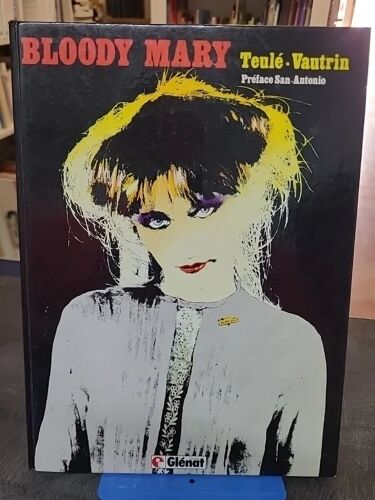 BLOODY MARY Teulé • Vautrin
Préface San-Antonio
Glénat